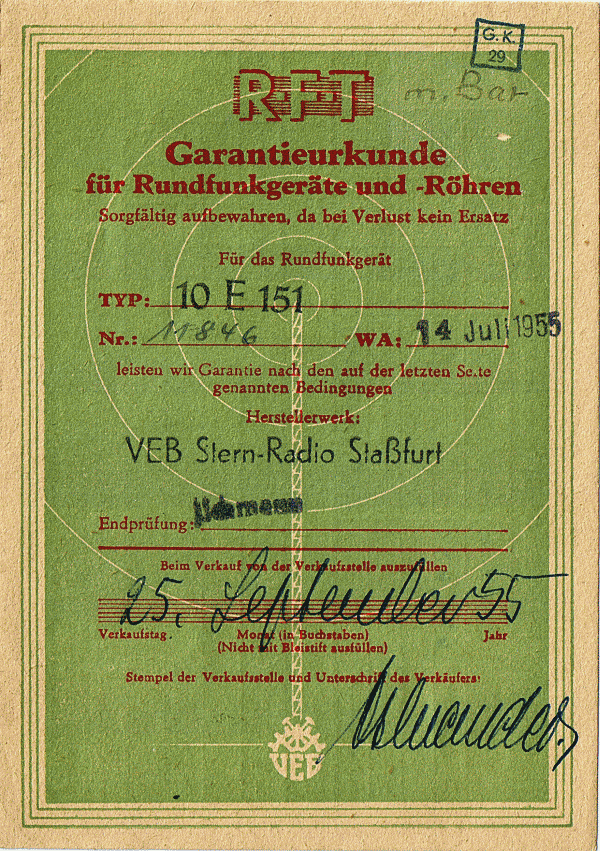 G. K.
29
R·F·T
m. Bar
Garantieurkunde
für Rundfunkgeräte und -Röhren
Sorgfältig aufbewahren, da bei Verlust kein Ersatz
Für das Rundfunkgerät
TYP: 10 E 151
Nr.: 11846 WA: 14 Juli 1955
leisten wir Garantie nach den auf der letzten Seite
genannten Bedingungen
Herstellerwerk:
VEB Stern-Radio Staßfurt
Endprüfung:
Beim Verkauf von der Verkaufsstelle auszufüllen
25. September 55
Verkaufstag. Monat (in Buchstaben) Jahr
(Nicht mit Bleistift ausfüllen)
Stempel der Verkaufsstelle und Unterschrift des Verkäufers:
VEB